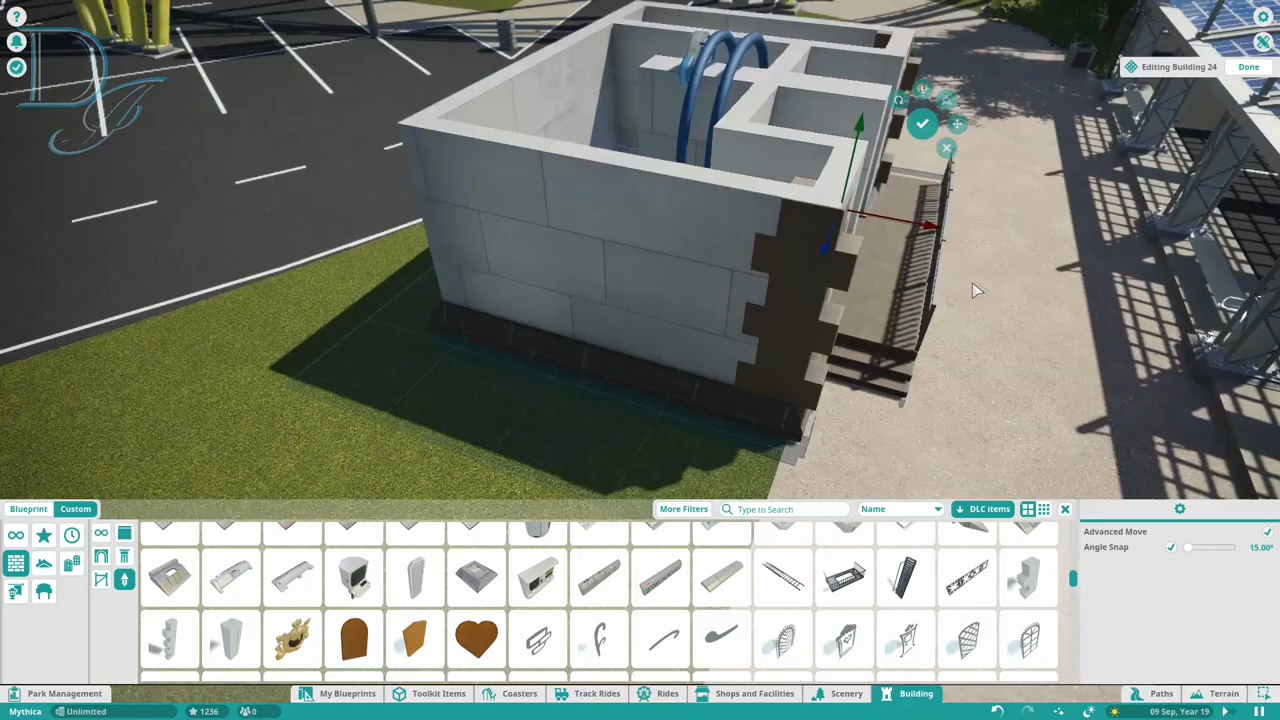 ?
Editing Building 24
Done
Blueprint
Custom
More Filters
Type to Search
Name
DLC items
Advanced Move
Angle Snap
15.00°
Park Management
My Blueprints
Toolkit Items
Coasters
Track Rides
Rides
Shops and Facilities
Scenery
Building
Paths
Terrain
Mythica
Unlimited
1236
0
09 Sep, Year 19